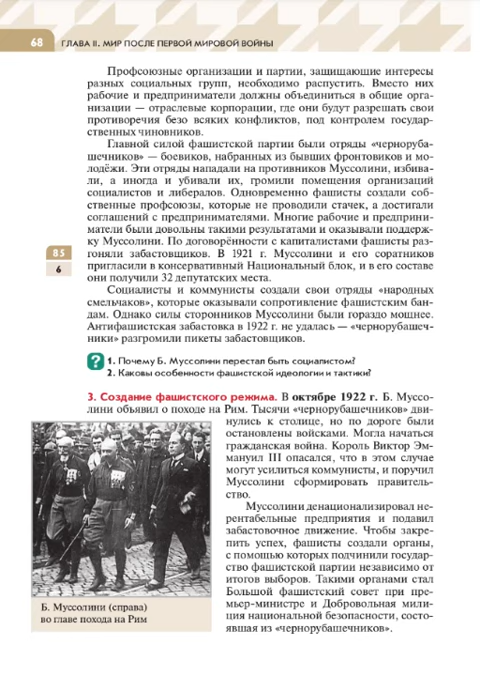 68
ГЛАВА II. МИР ПОСЛЕ ПЕРВОЙ МИРОВОЙ ВОЙНЫ
Профсоюзные организации и партии, защищающие интересы
разных социальных групп, необходимо распустить. Вместо них
рабочие и предприниматели должны объединиться в общие орга-
низации — отраслевые корпорации, где они будут разрешать свои
противоречия безо всяких конфликтов, под контролем государ-
ственных чиновников.
Главной силой фашистской партии были отряды «чернoруба-
шечников» — боевиков, набранных из бывших фронтовиков и мо-
лодёжи. Эти отряды нападали на противников Муссолини, избива-
ли, а иногда и убивали их, громили помещения организаций
социалистов и либералов. Одновременно фашисты создали соб-
ственные профсоюзы, которые не проводили стачек, а достигали
соглашений с предпринимателями. Многие рабочие и предприни-
матели были довольны такими результатами и оказывали поддерж-
ку Муссолини. По договорённости с капиталистами фашисты раз-
гоняли забастовщиков. В 1921 г. Муссолини и его соратников
пригласили в консервативный Национальный блок, и в его составе
они получили 32 депутатских места.
85
6
Социалисты и коммунисты создали свои отряды «народных
смельчаков», которые оказывали сопротивление фашистским бан-
дам. Однако силы сторонников Муссолини были гораздо мощнее.
Антифашистская забастовка в 1922 г. не удалась — «чернорубашеч-
ники» разгромили пикеты забастовщиков.
? 1. Почему Б. Муссолини перестал быть социалистом?
2. Каковы особенности фашистской идеологии и тактики?
3. Создание фашистского режима. В октябре 1922 г. Б. Муссо-
лини объявил о походе на Рим. Тысячи «чернорубашечников» дви-
нулись к столице, но по дороге были
остановлены войсками. Могла начаться
гражданская война. Король Виктор Эм-
мануил III опасался, что в этом случае
могут усилиться коммунисты, и поручил
Муссолини сформировать правитель-
ство.
Муссолини денационализировал не-
рентабельные предприятия и подавил
забастовочное движение. Чтобы закре-
пить успех, фашисты создали органы,
с помощью которых подчинили государ-
ство фашистской партии независимо от
итогов выборов. Такими органами стал
Большой фашистский совет при пре-
мьер-министре и Добровольная мили-
ция национальной безопасности, состо-
явшая из «чернорубашечников».
Б. Муссолини (справа)
во главе похода на Рим